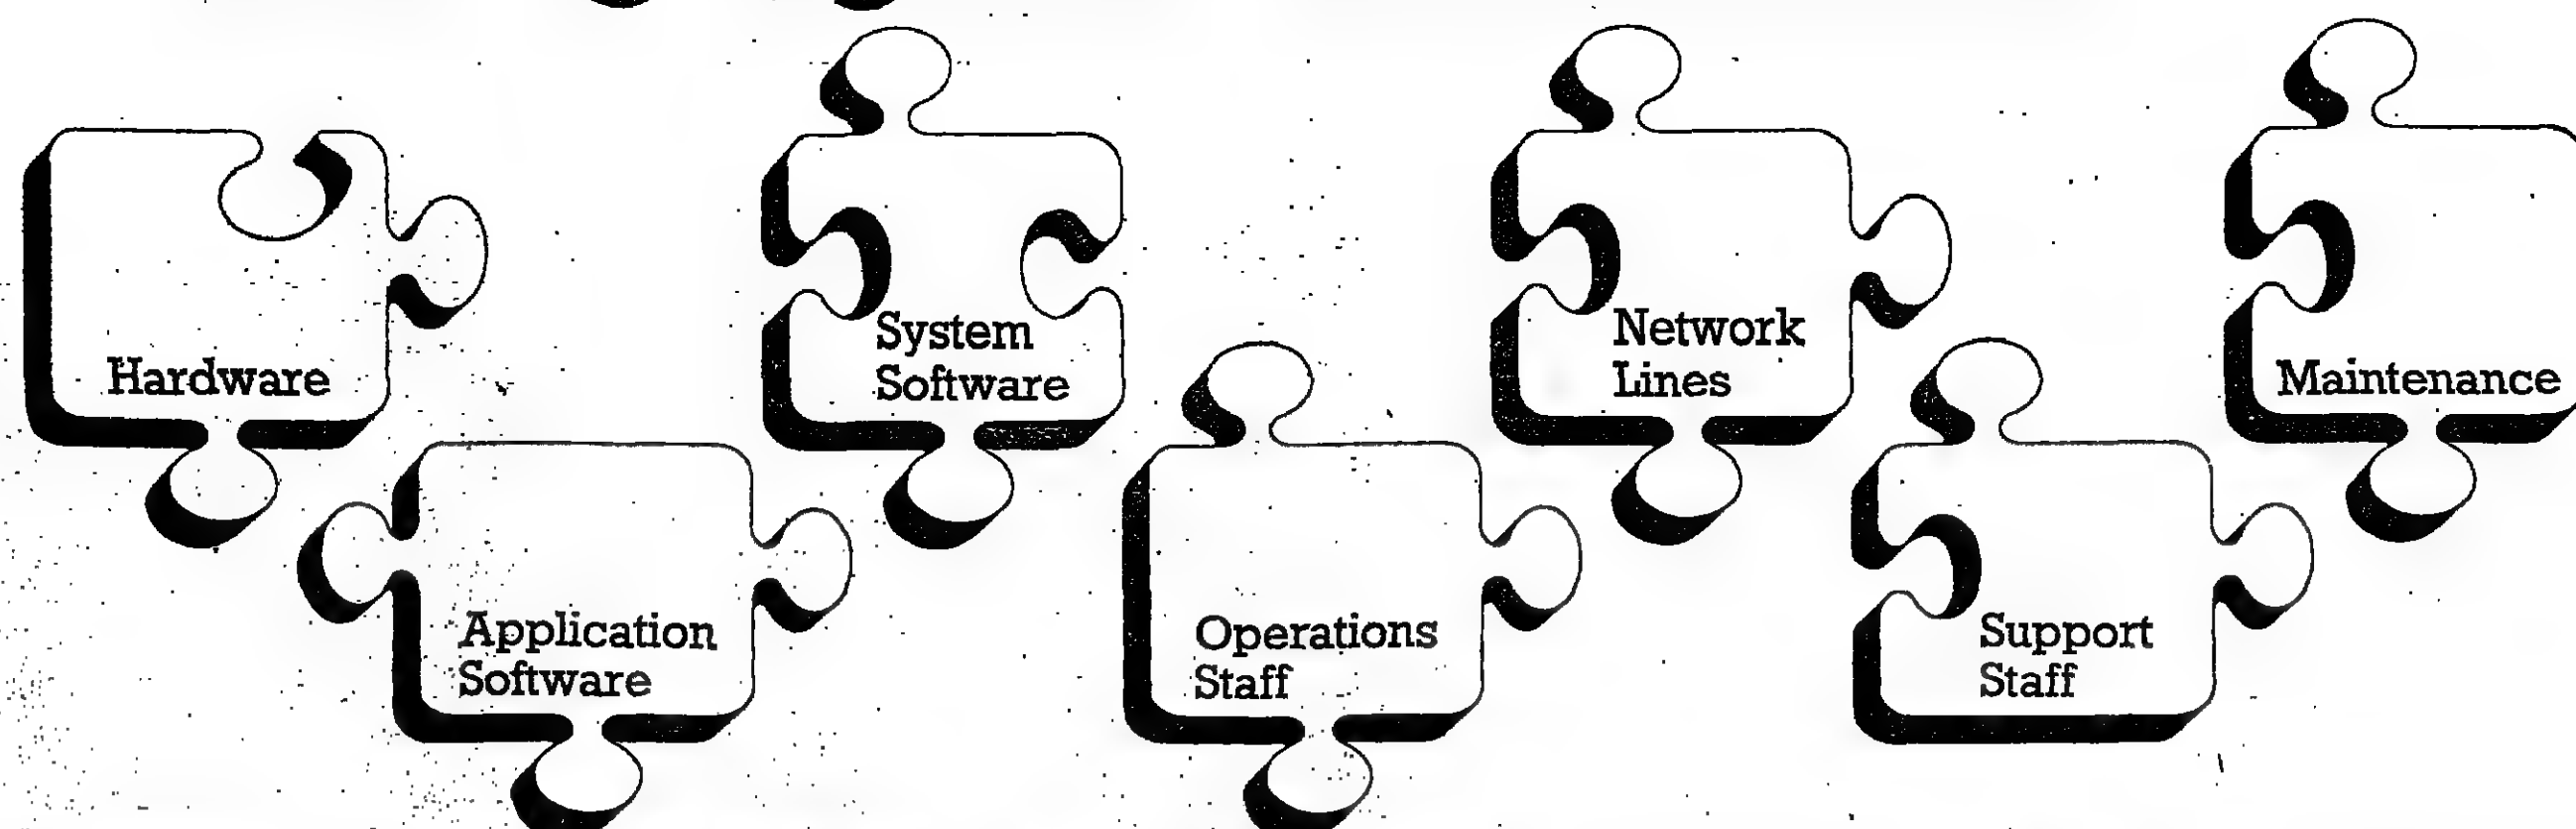 Hardware
System
Software
Network
Lines
Maintenance
Application
Software
Operations
Staff
Support
Staff